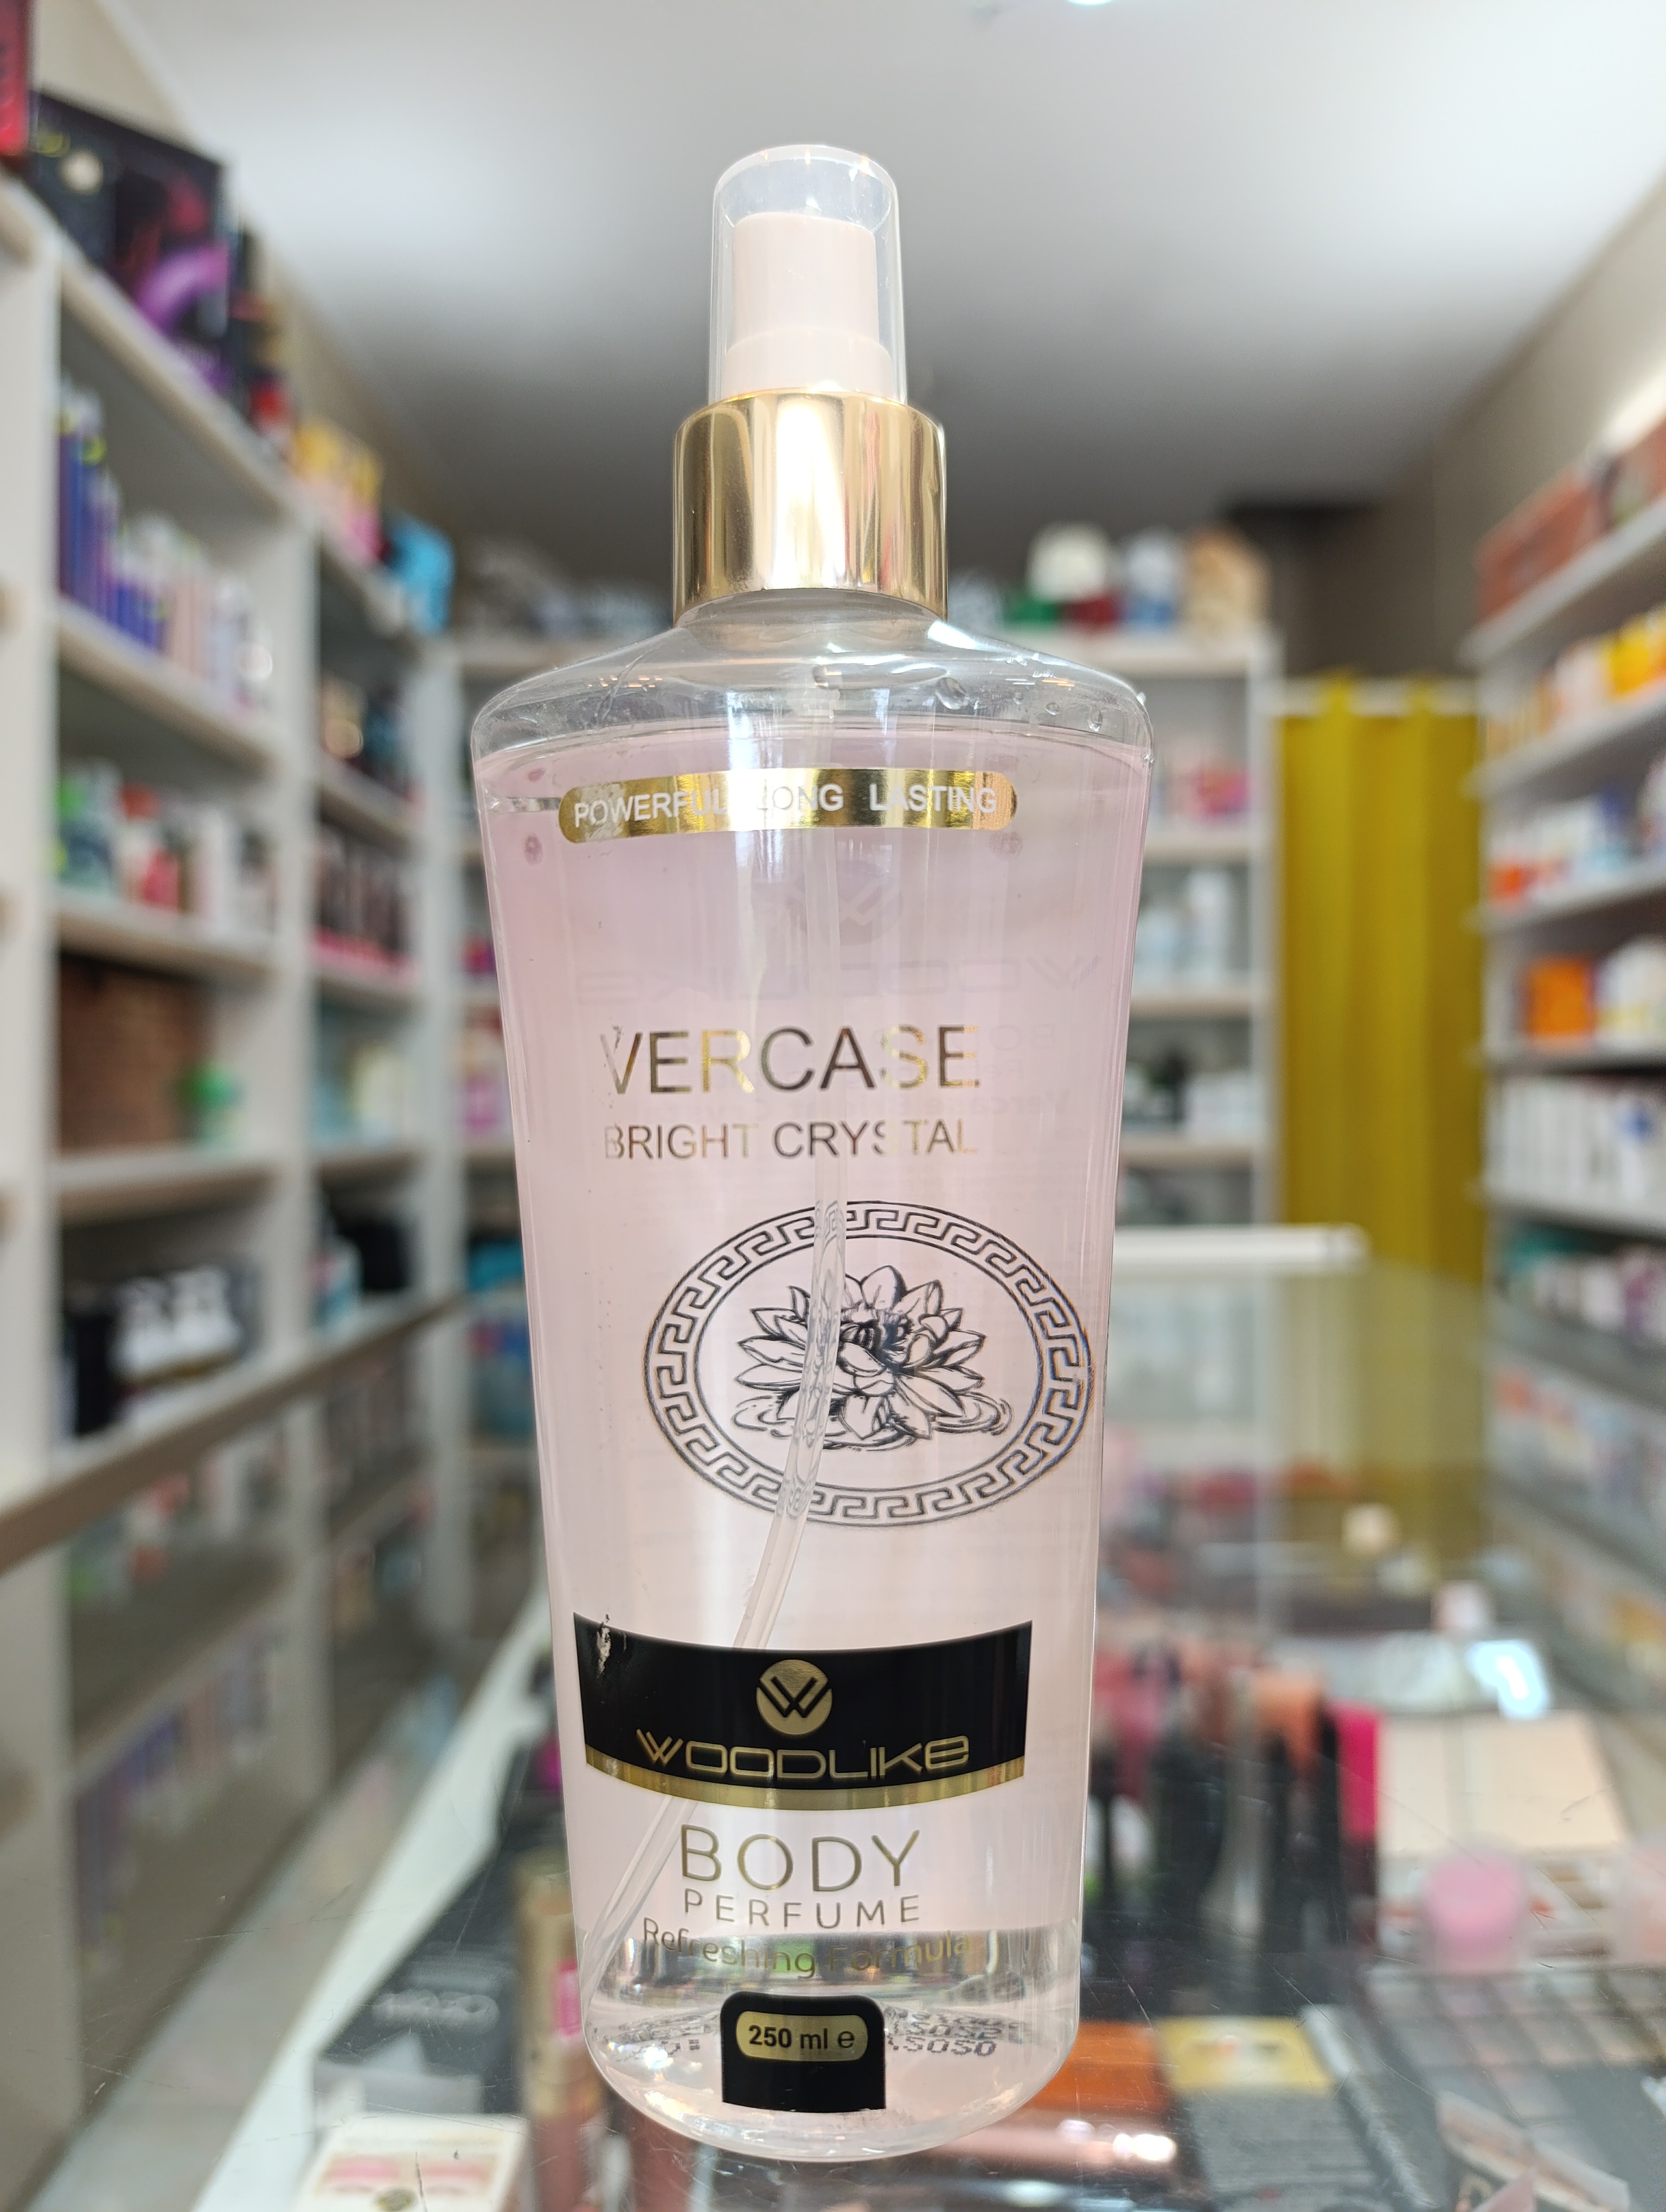 POWERFUL LONG LASTING
VERCASE
BRIGHT CRYSTAL
W
WOODLIKE
BODY
PERFUME
Refreshing Formula
250 ml e